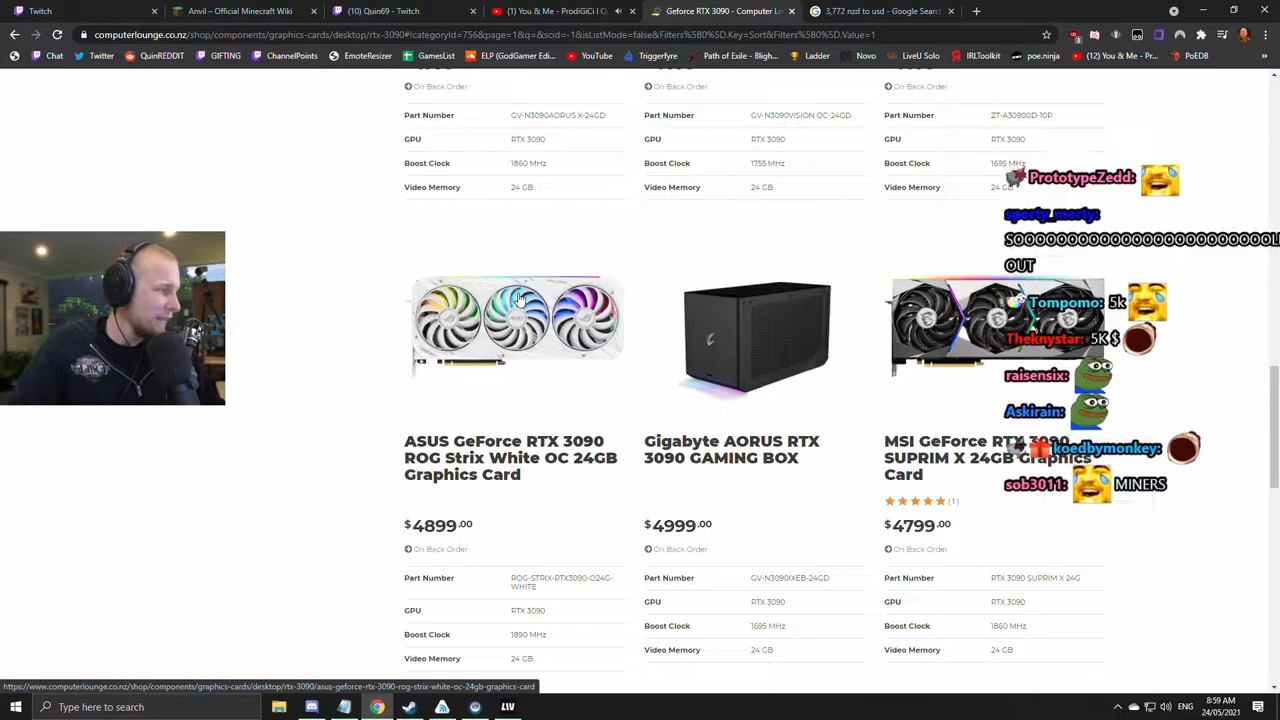 Twitch
Anvil – Official Minecraft Wiki
(10) Quin69 - Twitch
(1) You & Me - ProdiGiCi I O
GeForce RTX 3090 - Computer Lo
3,772 nzd to usd - Google Search
computerlounge.co.nz/shop/components/graphics-cards/desktop/rtx-3090#categoryId=756&page=1&q=&scid=-1&isListMode=false&Filters%5B0%5D.Key=Sort&Filters%5B0%5D.Value=1
Chat
Twitter
QuinREDDIT
GIFTING
ChannelPoints
EmoteSizer
GamesList
ELP (GodGamer Edi...
YouTube
Triggerfyre
Path of Exile - Bligh...
Ladder
SoL
LiveU Solo
IRLToolkit
poe.ninja
(1) You & Me - Pro...
PoEDB
On Back Order
On Back Order
On Back Order
Part Number GV-N3090AORUS X-24GD
Part Number GV-N3090VISION OC-24GD
Part Number ZT-A30900D-10P
GPU RTX 3090
GPU RTX 3090
GPU RTX 3090
Boost Clock 1860 MHz
Boost Clock 1755 MHz
Boost Clock 1695 MHz
Video Memory 24 GB
Video Memory 24 GB
Video Memory 24 GB
PrototypeZedd:
sporty_morty:
OUT
Tompomo: 5k
Theknystar: 5K $
raisensix:
Askirain:
koedbymonkey:
sob3011: MINERS
ASUS GeForce RTX 3090
ROG Strix White OC 24GB
Graphics Card
Gigabyte AORUS RTX
3090 GAMING BOX
MSI GeForce RTX 3090
SUPRIM X 24GB Graphics
Card
(1)
$4899.00
$4999.00
$4799.00
On Back Order
On Back Order
On Back Order
Part Number ROG-STRIX-RTX3090-O24G-
WHITE
GPU RTX 3090
Boost Clock 1890 MHz
Video Memory 24 GB
Part Number GV-N3090IXEB-24GD
GPU RTX 3090
Boost Clock 1695 MHz
Video Memory 24 GB
Part Number RTX 3090 SUPRIM X 24G
GPU RTX 3090
Boost Clock 1860 MHz
Video Memory 24 GB
https://www.computerlounge.co.nz/shop/components/graphics-cards/desktop/rtx-3090/asus-geforce-rtx-3090-rog-strix-white-oc-24gb-graphics-card
Type here to search
ENG
8:59 AM
24/05/2021